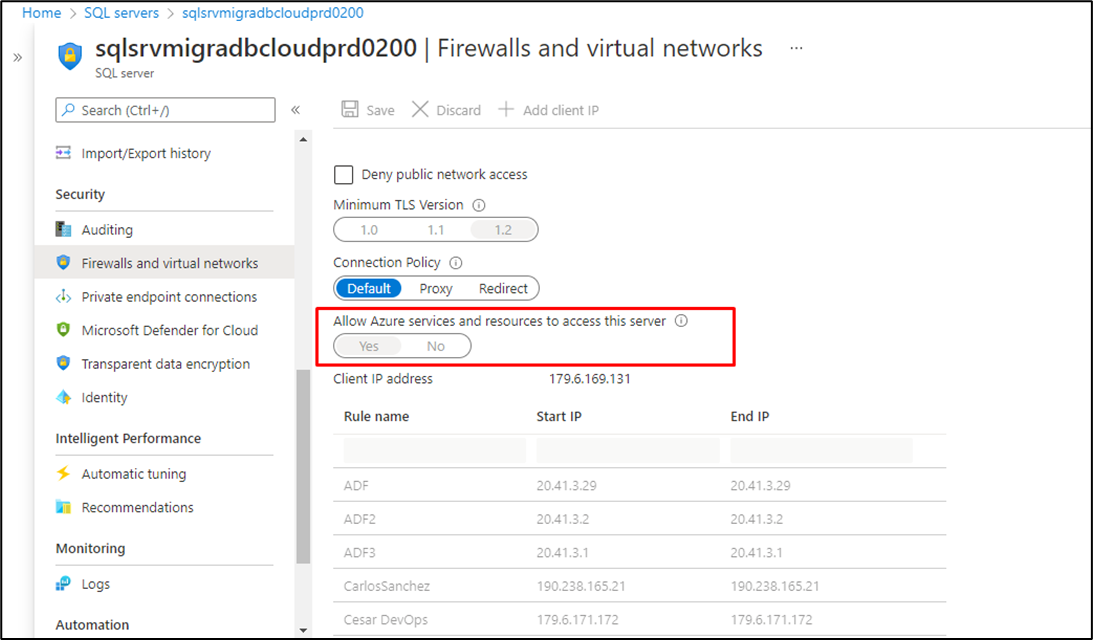 Home > SQL servers > sqlsrvmigradbcloudprd0200
»
sqlsrvmigradbcloudprd0200 | Firewalls and virtual networks ...
SQL server
Search (Ctrl+/)
«
Save Discard Add client IP
Import/Export history
Security
Auditing
Firewalls and virtual networks
Private endpoint connections
Microsoft Defender for Cloud
Transparent data encryption
Identity
Intelligent Performance
Automatic tuning
Recommendations
Monitoring
Logs
Automation
Deny public network access
Minimum TLS Version
1.0 1.1 1.2
Connection Policy
Default Proxy Redirect
Allow Azure services and resources to access this server
Yes No
Client IP address 179.6.169.131
Rule name Start IP End IP
ADF 20.41.3.29 20.41.3.29
ADF2 20.41.3.2 20.41.3.2
ADF3 20.41.3.1 20.41.3.1
CarlosSanchez 190.238.165.21 190.238.165.21
Cesar DevOps 179.6.171.172 179.6.171.172